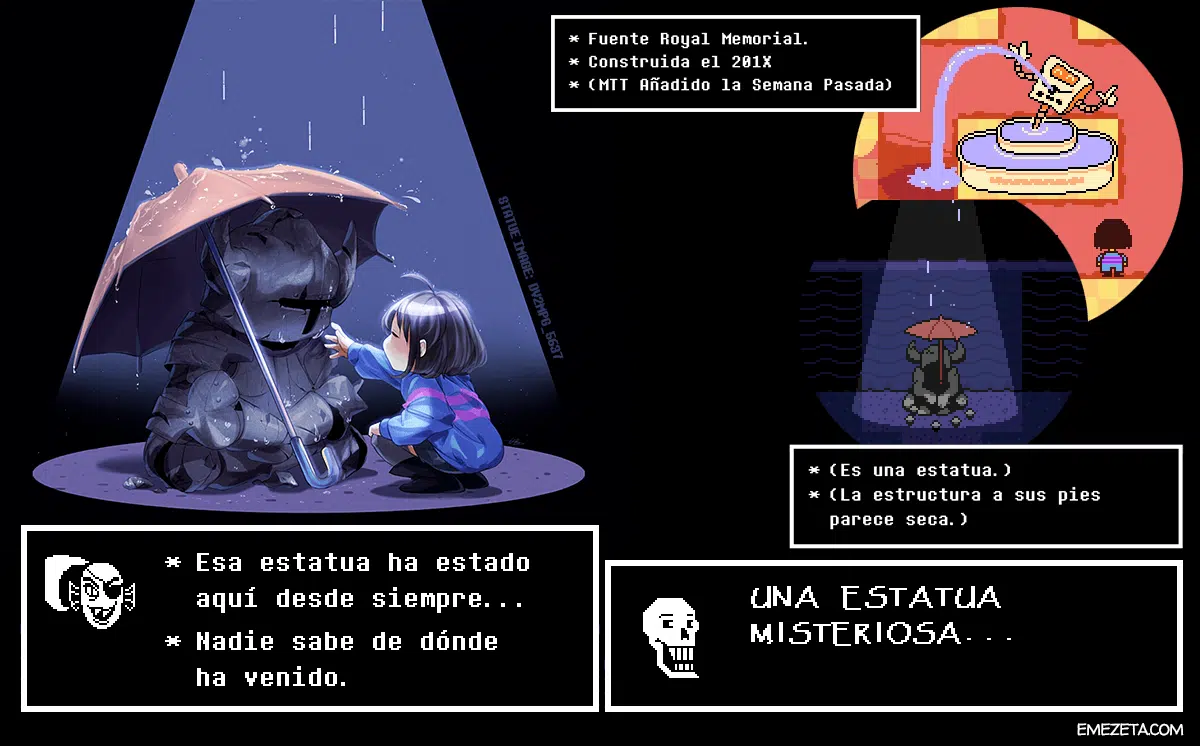 * Fuente Royal Memorial.
* Construida el 201X
* (MTT Añadido la Semana Pasada)
STATUE IMAGE: OV2MPG_5637
* (Es una estatua.)
* (La estructura a sus pies
parece seca.)
* Esa estatua ha estado
aquí desde siempre...
* Nadie sabe de dónde
ha venido.
UNA ESTATUA
MISTERIOSA...
EMEZETA.COM